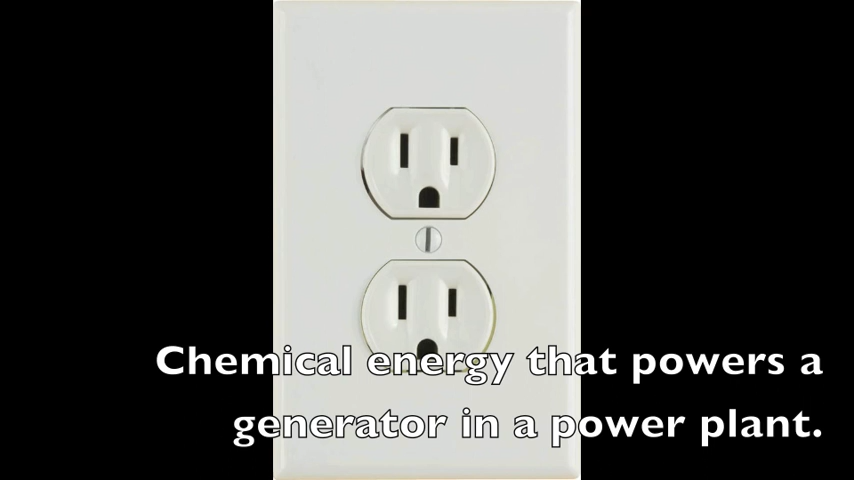 Chemical energy that powers a
generator in a power plant.